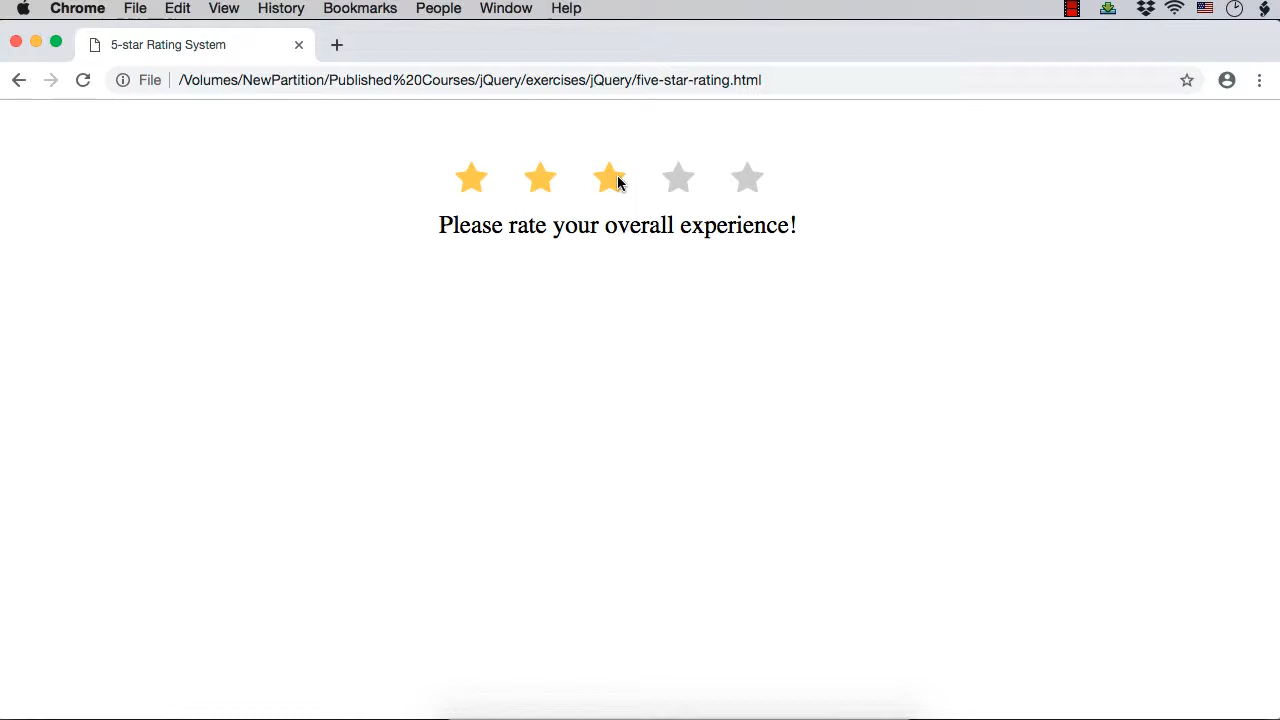 Chrome File Edit View History Bookmarks People Window Help
5-star Rating System
File /Volumes/NewPartition/Published%20Courses/jQuery/exercises/jQuery/five-star-rating.html
Please rate your overall experience!